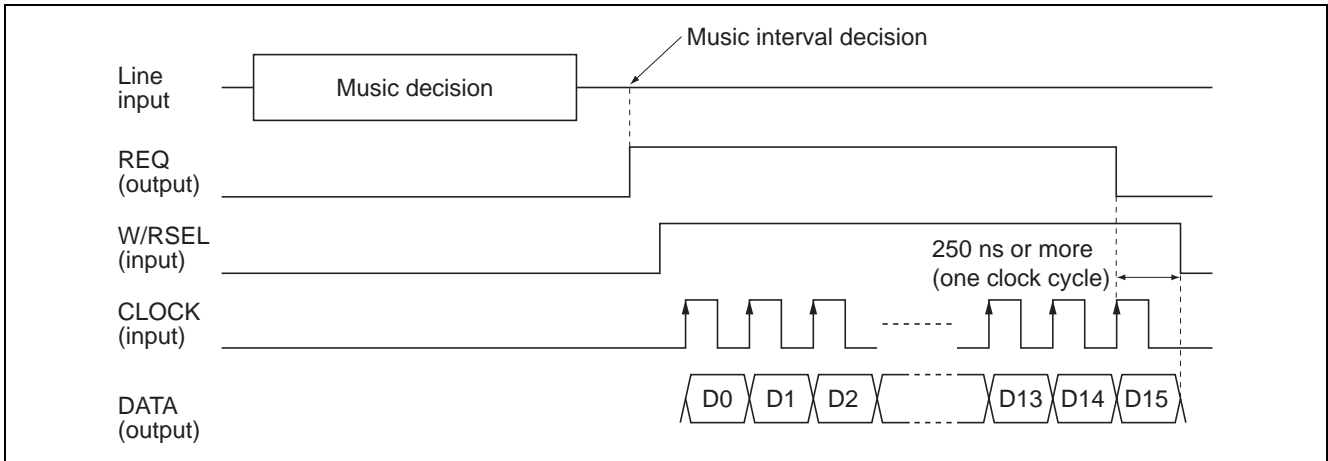 Music interval decision
Line
input
Music decision
REQ
(output)
W/RSEL
(input)
250 ns or more
(one clock cycle)
CLOCK
(input)
DATA
(output)
D0 D1 D2 D13 D14 D15